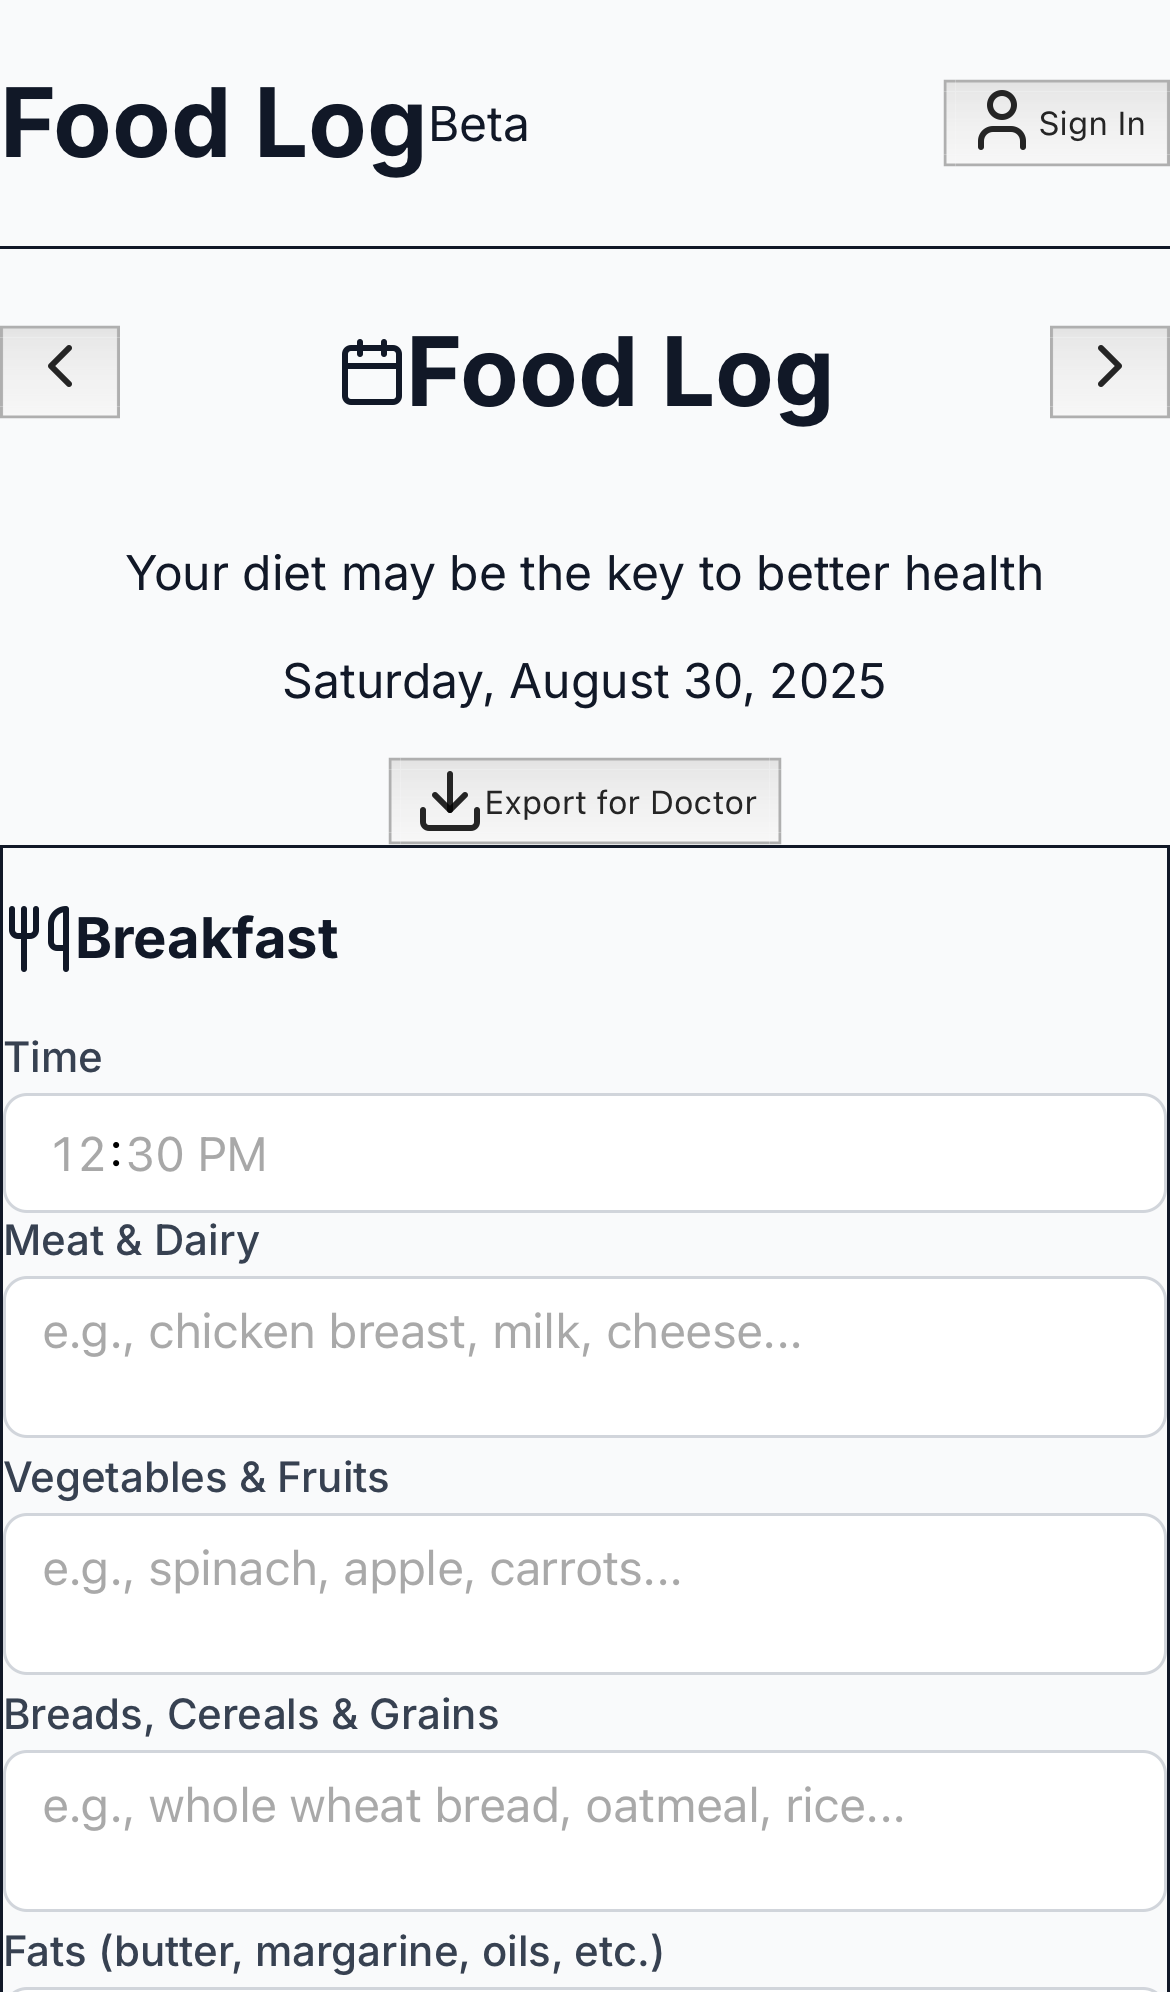 Food Log Beta
Sign In
Food Log
Your diet may be the key to better health
Saturday, August 30, 2025
Export for Doctor
Breakfast
Time
12:30 PM
Meat & Dairy
e.g., chicken breast, milk, cheese...
Vegetables & Fruits
e.g., spinach, apple, carrots...
Breads, Cereals & Grains
e.g., whole wheat bread, oatmeal, rice...
Fats (butter, margarine, oils, etc.)